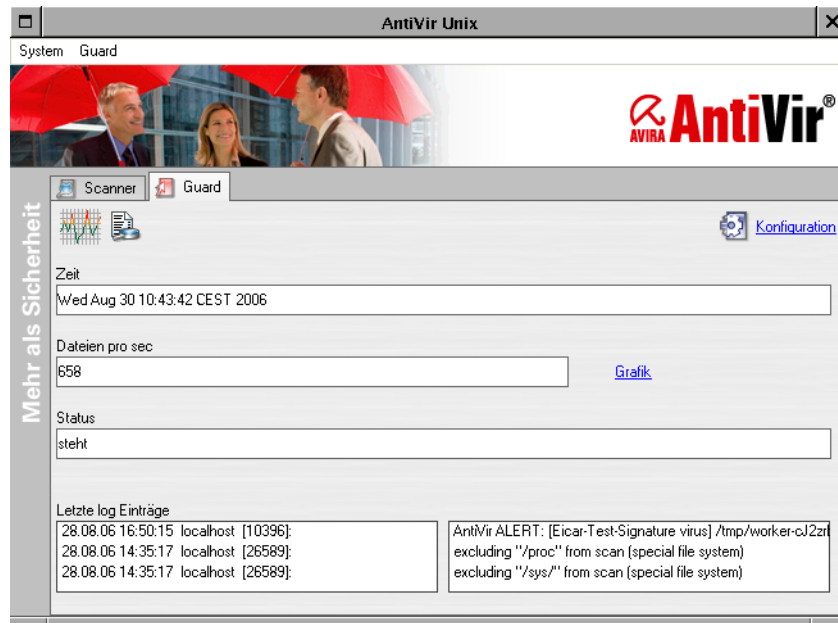 AntiVir Unix
System Guard
AVIRA AntiVir®
Mehr als Sicherheit
Scanner Guard
Konfiguration
Zeit
Wed Aug 30 10:43:42 CEST 2006
Dateien pro sec
658
Grafik
Status
steht
Letzte log Einträge
28.08.06 16:50:15 localhost [10396]: AntiVir ALERT: [Eicar-Test-Signature virus] /tmp/worker-cJ2zrl
28.08.06 14:35:17 localhost [26589]: excluding "/proc" from scan (special file system)
28.08.06 14:35:17 localhost [26589]: excluding "/sys/" from scan (special file system)